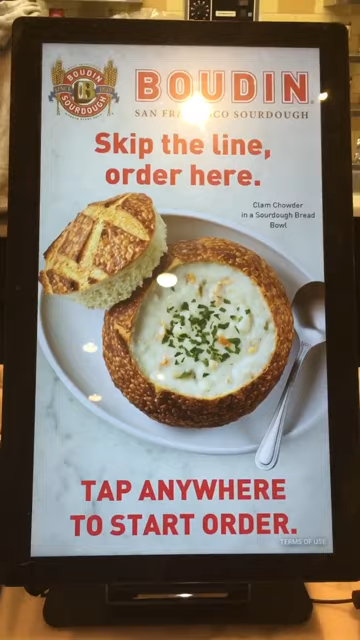 BOUDIN
SOURDOUGH
BOUDIN
SAN FRANCISCO SOURDOUGH
Skip the line,
order here.
Clam Chowder
in a Sourdough Bread
Bowl
TAP ANYWHERE
TO START ORDER.
TERMS OF USE